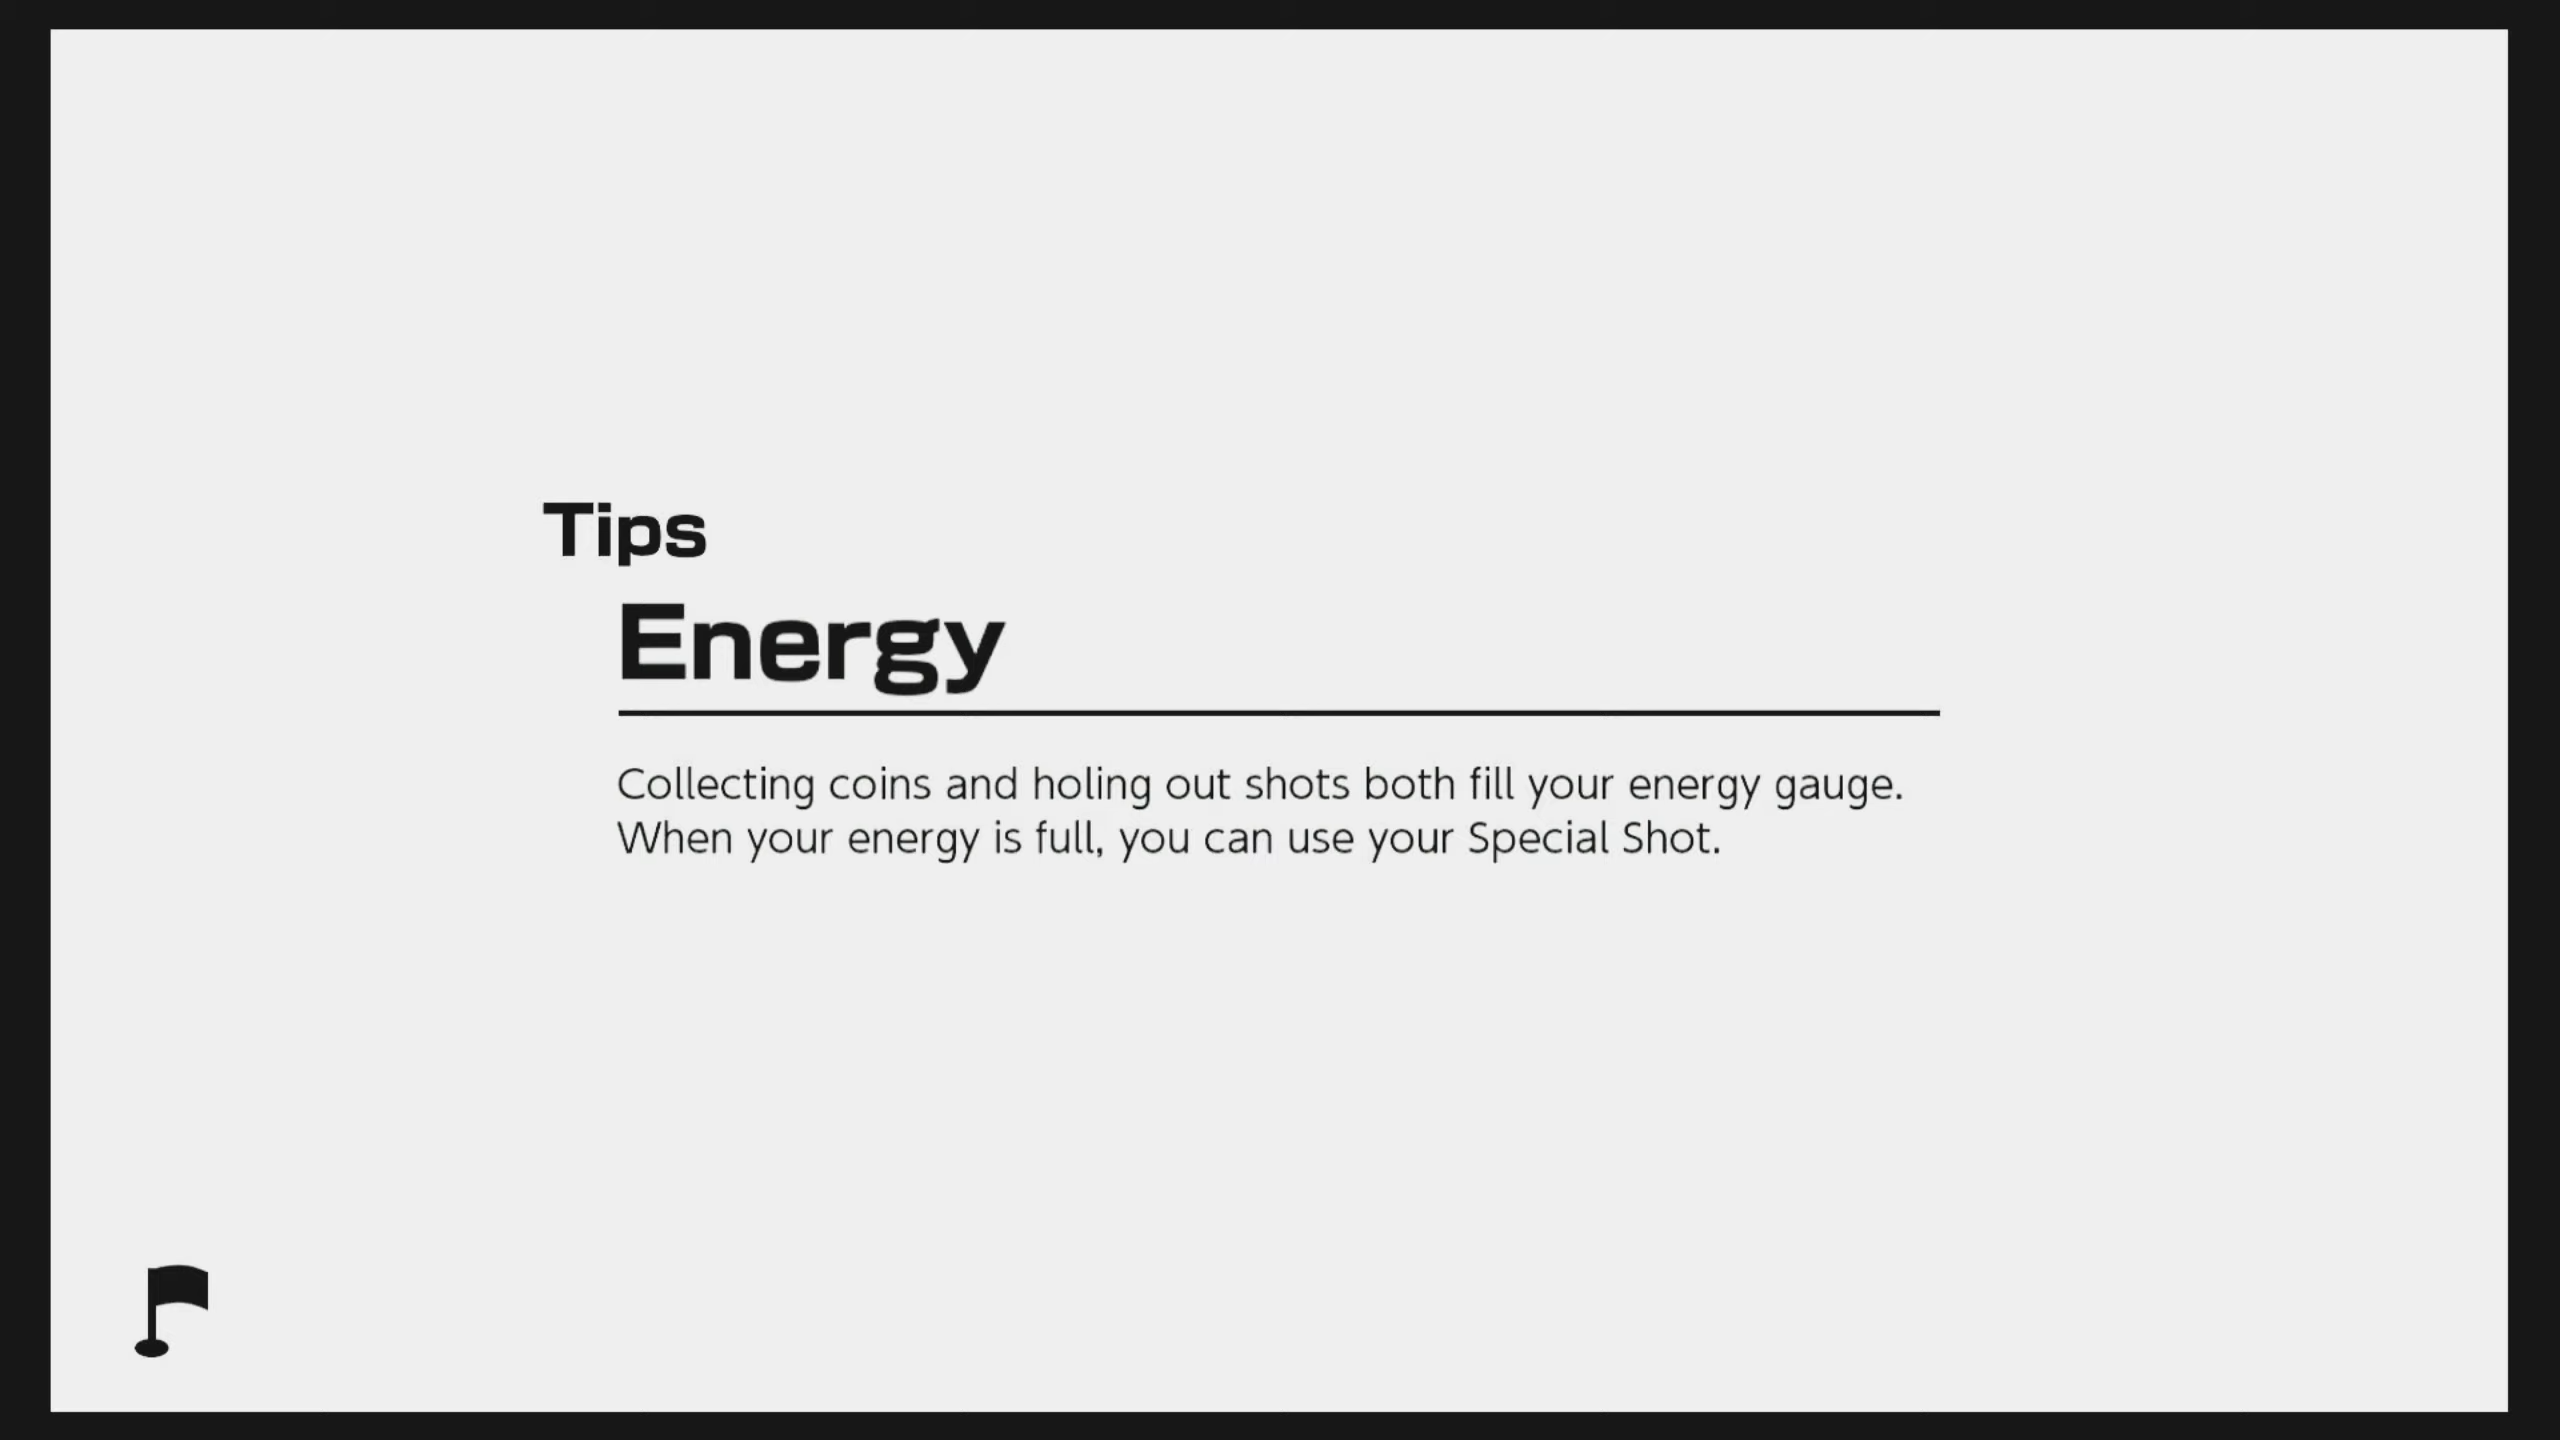 Tips
Energy
Collecting coins and holing out shots both fill your energy gauge.
When your energy is full, you can use your Special Shot.